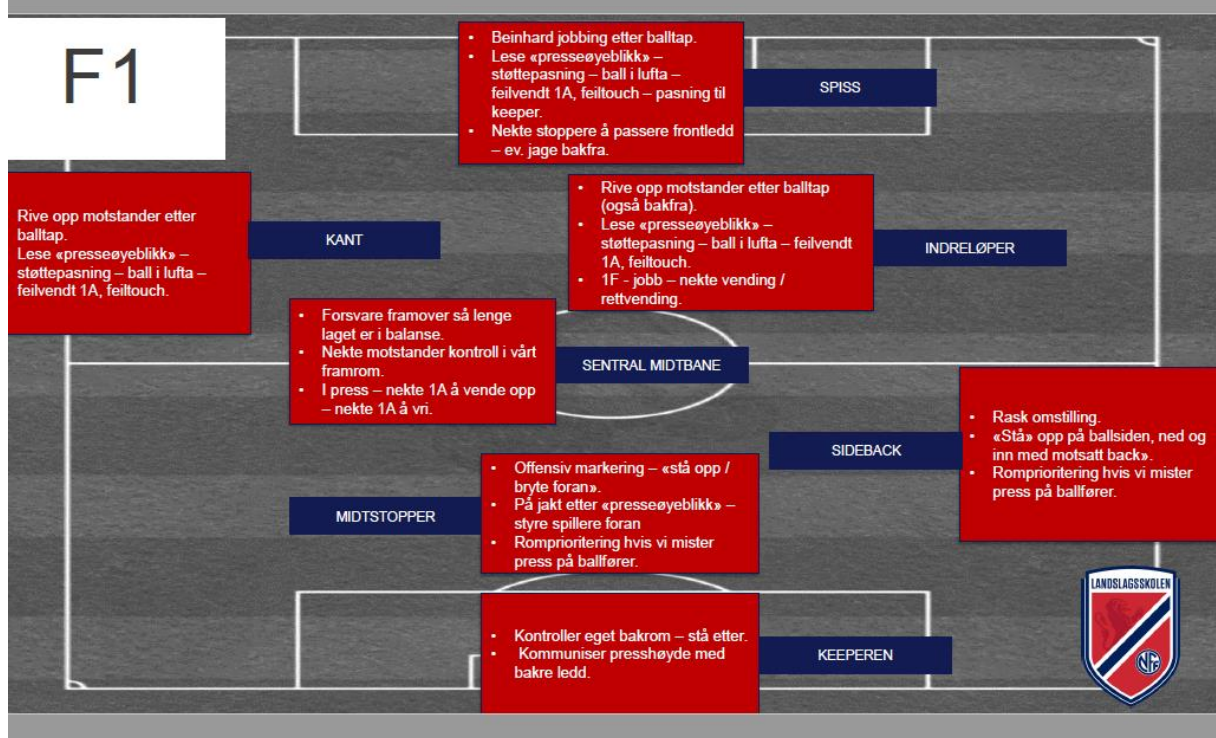 F1
• Beinhard jobbing etter balltap.
• Lese «presseøyeblikk» –
støttepasning – ball i lufta –
feilvendt 1A, feiltouch – pasning til
keeper.
• Nekte stoppere å passere frontledd
– ev. jage bakfra.
SPISS
Rive opp motstander etter
balltap.
Lese «presseøyeblikk» –
støttepasning – ball i lufta –
feilvendt 1A, feiltouch.
KANT
• Rive opp motstander etter balltap
(også bakfra).
• Lese «presseøyeblikk» –
støttepasning – ball i lufta – feilvendt
1A, feiltouch.
• 1F - jobb – nekte vending /
rettvending.
INDRELØPER
• Forsvare framover så lenge
laget er i balanse.
• Nekte motstander kontroll i vårt
framrom.
• I press – nekte 1A å vende opp
– nekte 1A å vri.
SENTRAL MIDTBANE
SIDEBACK
• Rask omstilling.
• «Stå» opp på ballsiden, ned og
inn med motsatt back».
• Romprioritering hvis vi mister
press på ballfører.
MIDTSTOPPER
• Offensiv markering – «stå opp /
bryte foran».
• På jakt etter «presseøyeblikk» –
styre spillere foran
• Romprioritering hvis vi mister
press på ballfører.
• Kontroller eget bakrom – stå etter.
• Kommuniser presshøyde med
bakre ledd.
KEEPEREN
LANDSLAGSSKOLEN
NFF